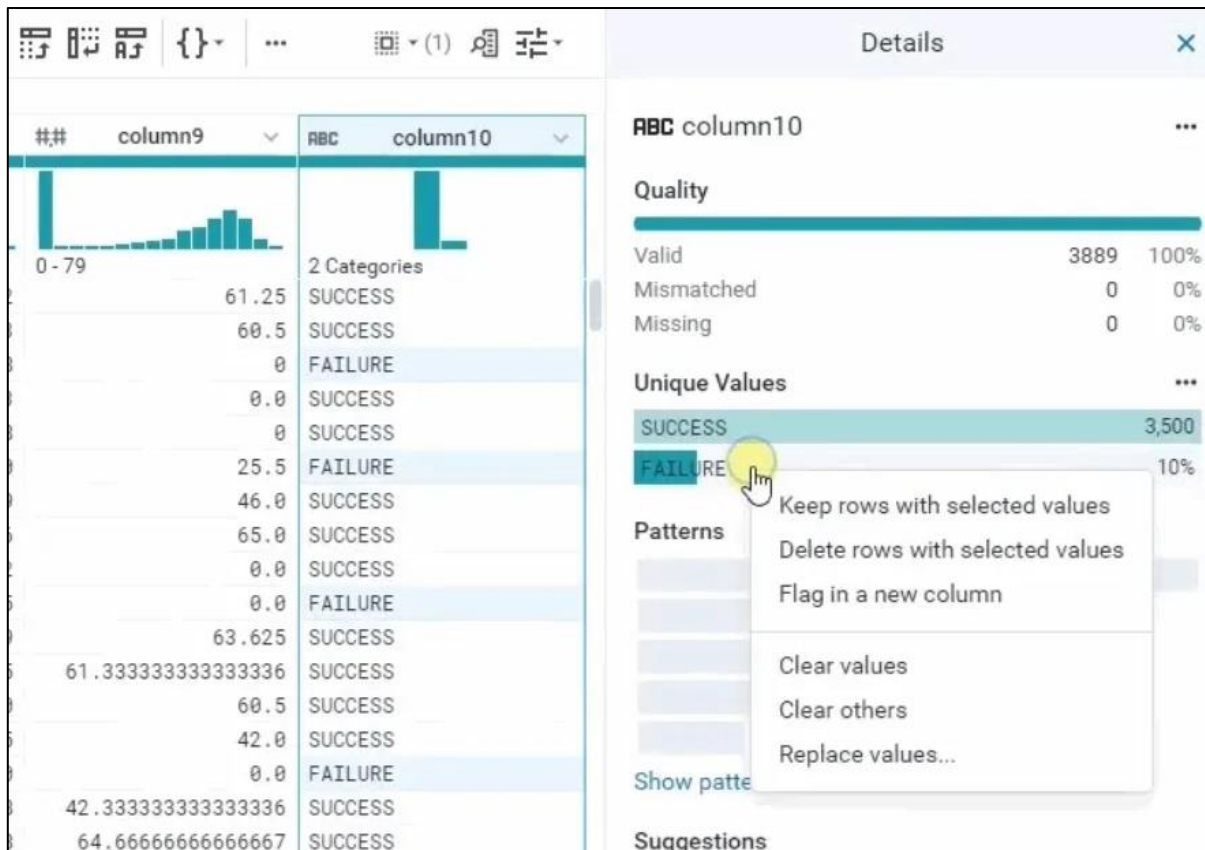 (1)
Details
#.# column9
ABC column10
0 - 79
2 Categories
61.25 SUCCESS
60.5 SUCCESS
0 FAILURE
0.0 SUCCESS
0 SUCCESS
25.5 FAILURE
46.0 SUCCESS
65.0 SUCCESS
0.0 SUCCESS
0.0 FAILURE
63.625 SUCCESS
61.333333333333336 SUCCESS
60.5 SUCCESS
42.0 SUCCESS
0.0 FAILURE
42.333333333333336 SUCCESS
64.66666666666667 SUCCESS
ABC column10
Quality
Valid 3889 100%
Mismatched 0 0%
Missing 0 0%
Unique Values
SUCCESS 3,500
FAILURE 10%
Patterns
Keep rows with selected values
Delete rows with selected values
Flag in a new column
Clear values
Clear others
Replace values...
Show patte
Suggestions